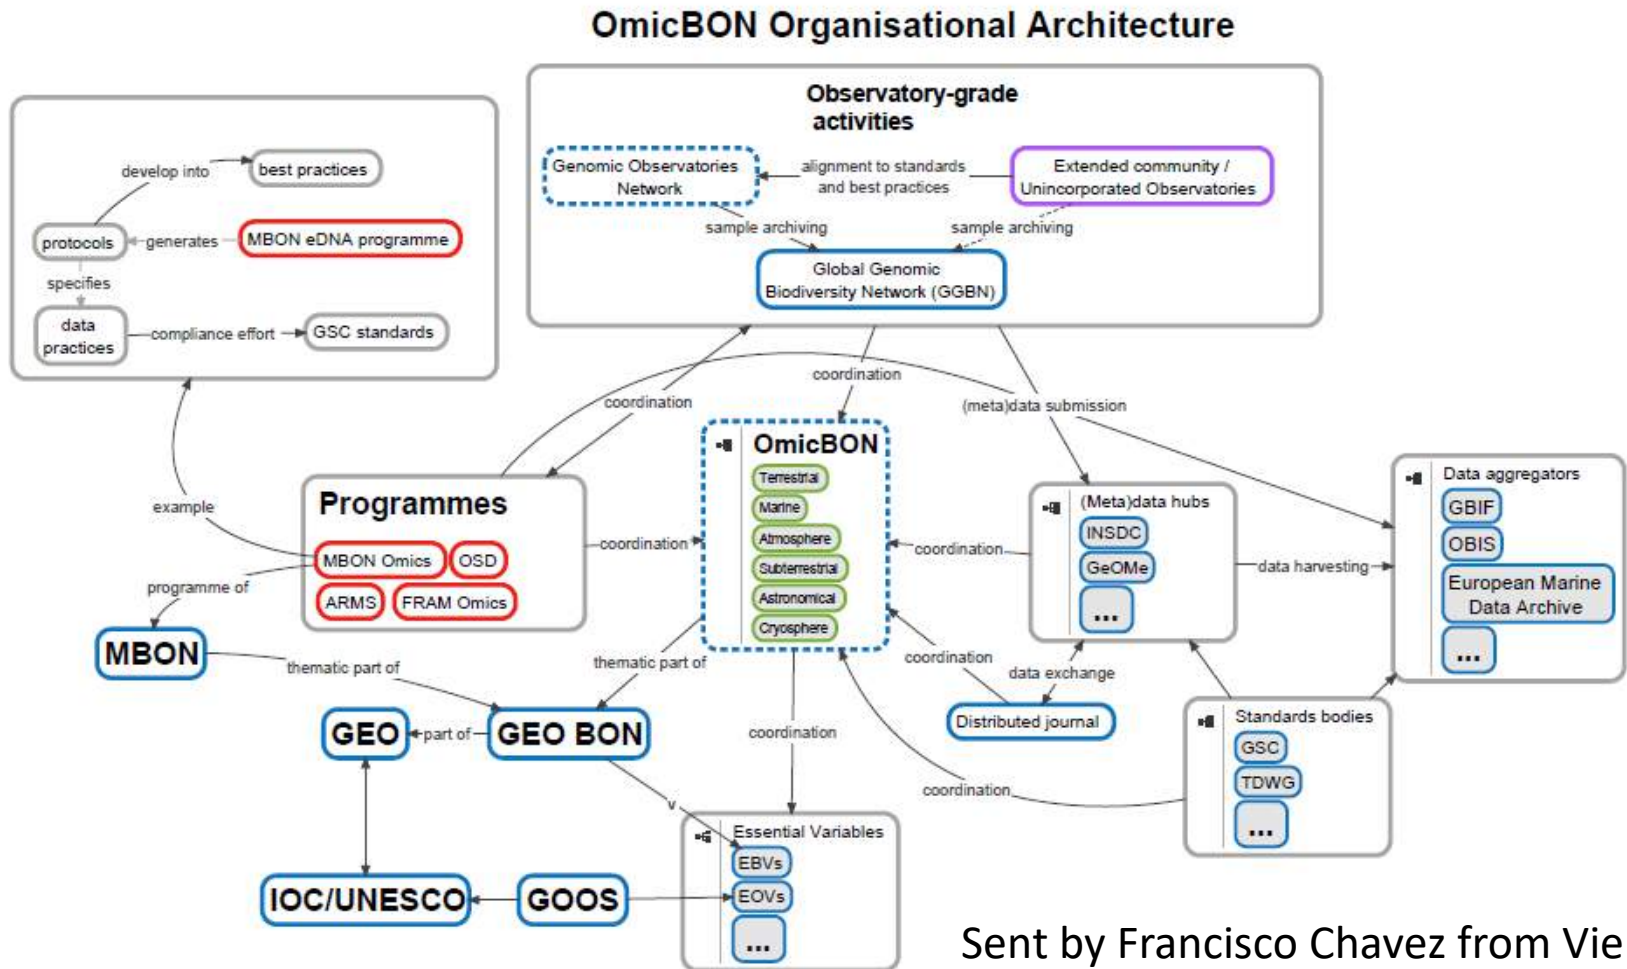 OmicBON Organisational Architecture
Observatory-grade
activities
develop into
best practices
protocols
generates
MBON eDNA programme
specifies
data
practices
compliance effort
GSC standards
Genomic Observatories
Network
alignment to standards
and best practices
Extended community /
Unincorporated Observatories
sample archiving
sample archiving
Global Genomic
Biodiversity Network (GGBN)
coordination
coordination
(meta)data submission
example
Programmes
MBON Omics
OSD
ARMS
FRAM Omics
coordination
OmicBON
Terrestrial
Marine
Atmosphere
Subterrestrial
Astronomical
Cryosphere
coordination
(Meta)data hubs
INSDC
GeOMe
...
data harvesting
Data aggregators
GBIF
OBIS
European Marine
Data Archive
...
programme of
MBON
thematic part of
thematic part of
coordination
data exchange
Distributed journal
GEO
part of
GEO BON
coordination
coordination
Standards bodies
GSC
TDWG
...
v
Essential Variables
EBVs
EOVs
...
IOC/UNESCO
GOOS
Sent by Francisco Chavez from Vie